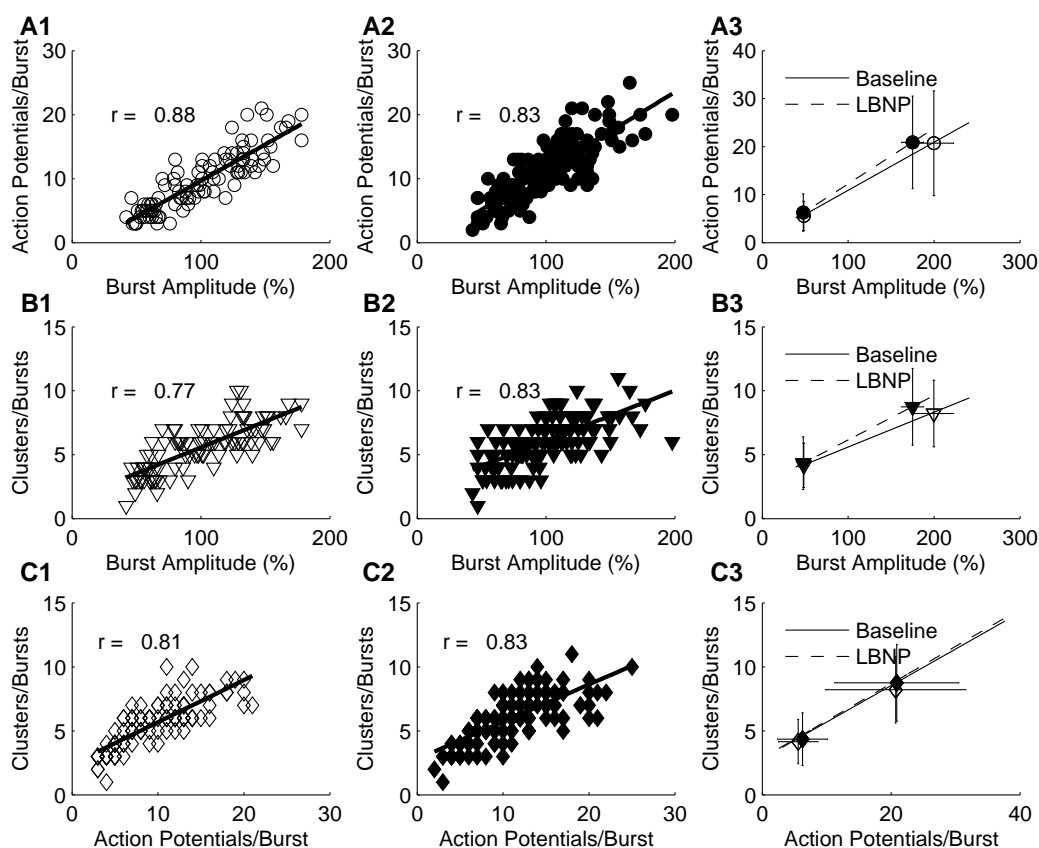 A1
Action Potentials/Burst
30
20
10
0
r = 0.88
0 100 200
Burst Amplitude (%)
A2
Action Potentials/Burst
30
20
10
0
r = 0.83
0 100 200
Burst Amplitude (%)
A3
Action Potentials/Burst
40
30
20
10
0
Baseline
LBNP
0 100 200 300
Burst Amplitude (%)
B1
Clusters/Bursts
15
10
5
0
r = 0.77
0 100 200
Burst Amplitude (%)
B2
Clusters/Bursts
15
10
5
0
r = 0.83
0 100 200
Burst Amplitude (%)
B3
Clusters/Bursts
15
10
5
0
Baseline
LBNP
0 100 200 300
Burst Amplitude (%)
C1
Clusters/Bursts
15
10
5
0
r = 0.81
0 10 20
Action Potentials/Burst
C2
Clusters/Bursts
15
10
5
0
r = 0.83
0 10 20 30
Action Potentials/Burst
C3
Clusters/Bursts
15
10
5
0
Baseline
LBNP
0 20 40
Action Potentials/Burst